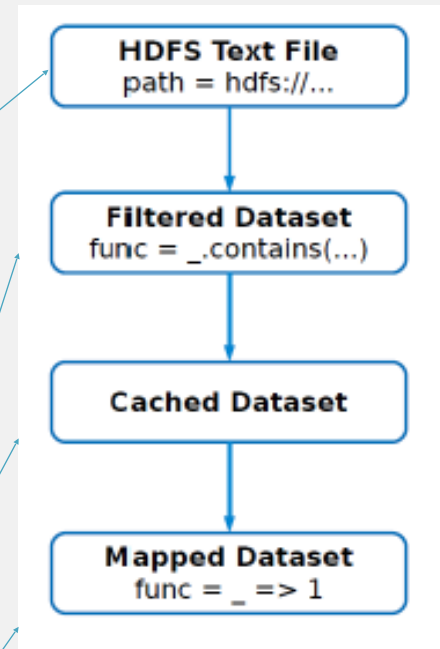 HDFS Text File
path = hdfs://...
Filtered Dataset
func = _.contains(...)
Cached Dataset
Mapped Dataset
func = _ => 1